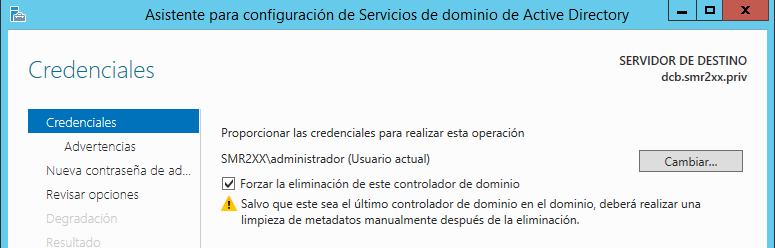 Asistente para configuración de Servicios de dominio de Active Directory
Credenciales
SERVIDOR DE DESTINO
dcb.smr2xx.priv
Credenciales
Advertencias
Nueva contraseña de ad...
Revisar opciones
Degradación
Resultado
Proporcionar las credenciales para realizar esta operación
SMR2XX\administrador (Usuario actual)
Cambiar...
Forzar la eliminación de este controlador de dominio
Salvo que este sea el último controlador de dominio en el dominio, deberá realizar una
limpieza de metadatos manualmente después de la eliminación.